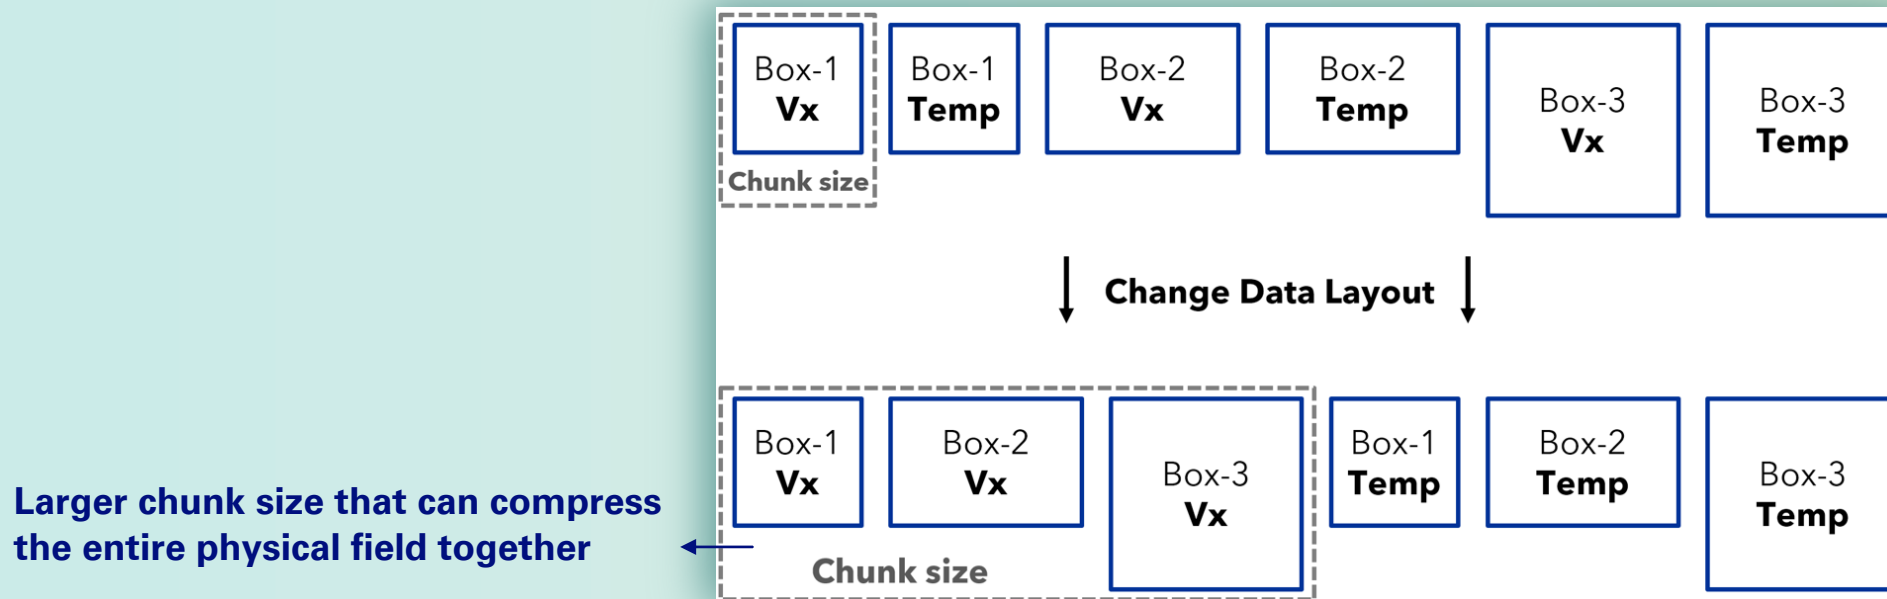 Box-1
Vx
Box-1
Temp
Box-2
Vx
Box-2
Temp
Box-3
Vx
Box-3
Temp
Chunk size
Change Data Layout
Box-1
Vx
Box-2
Vx
Box-3
Vx
Box-1
Temp
Box-2
Temp
Box-3
Temp
Chunk size
Larger chunk size that can compress
the entire physical field together